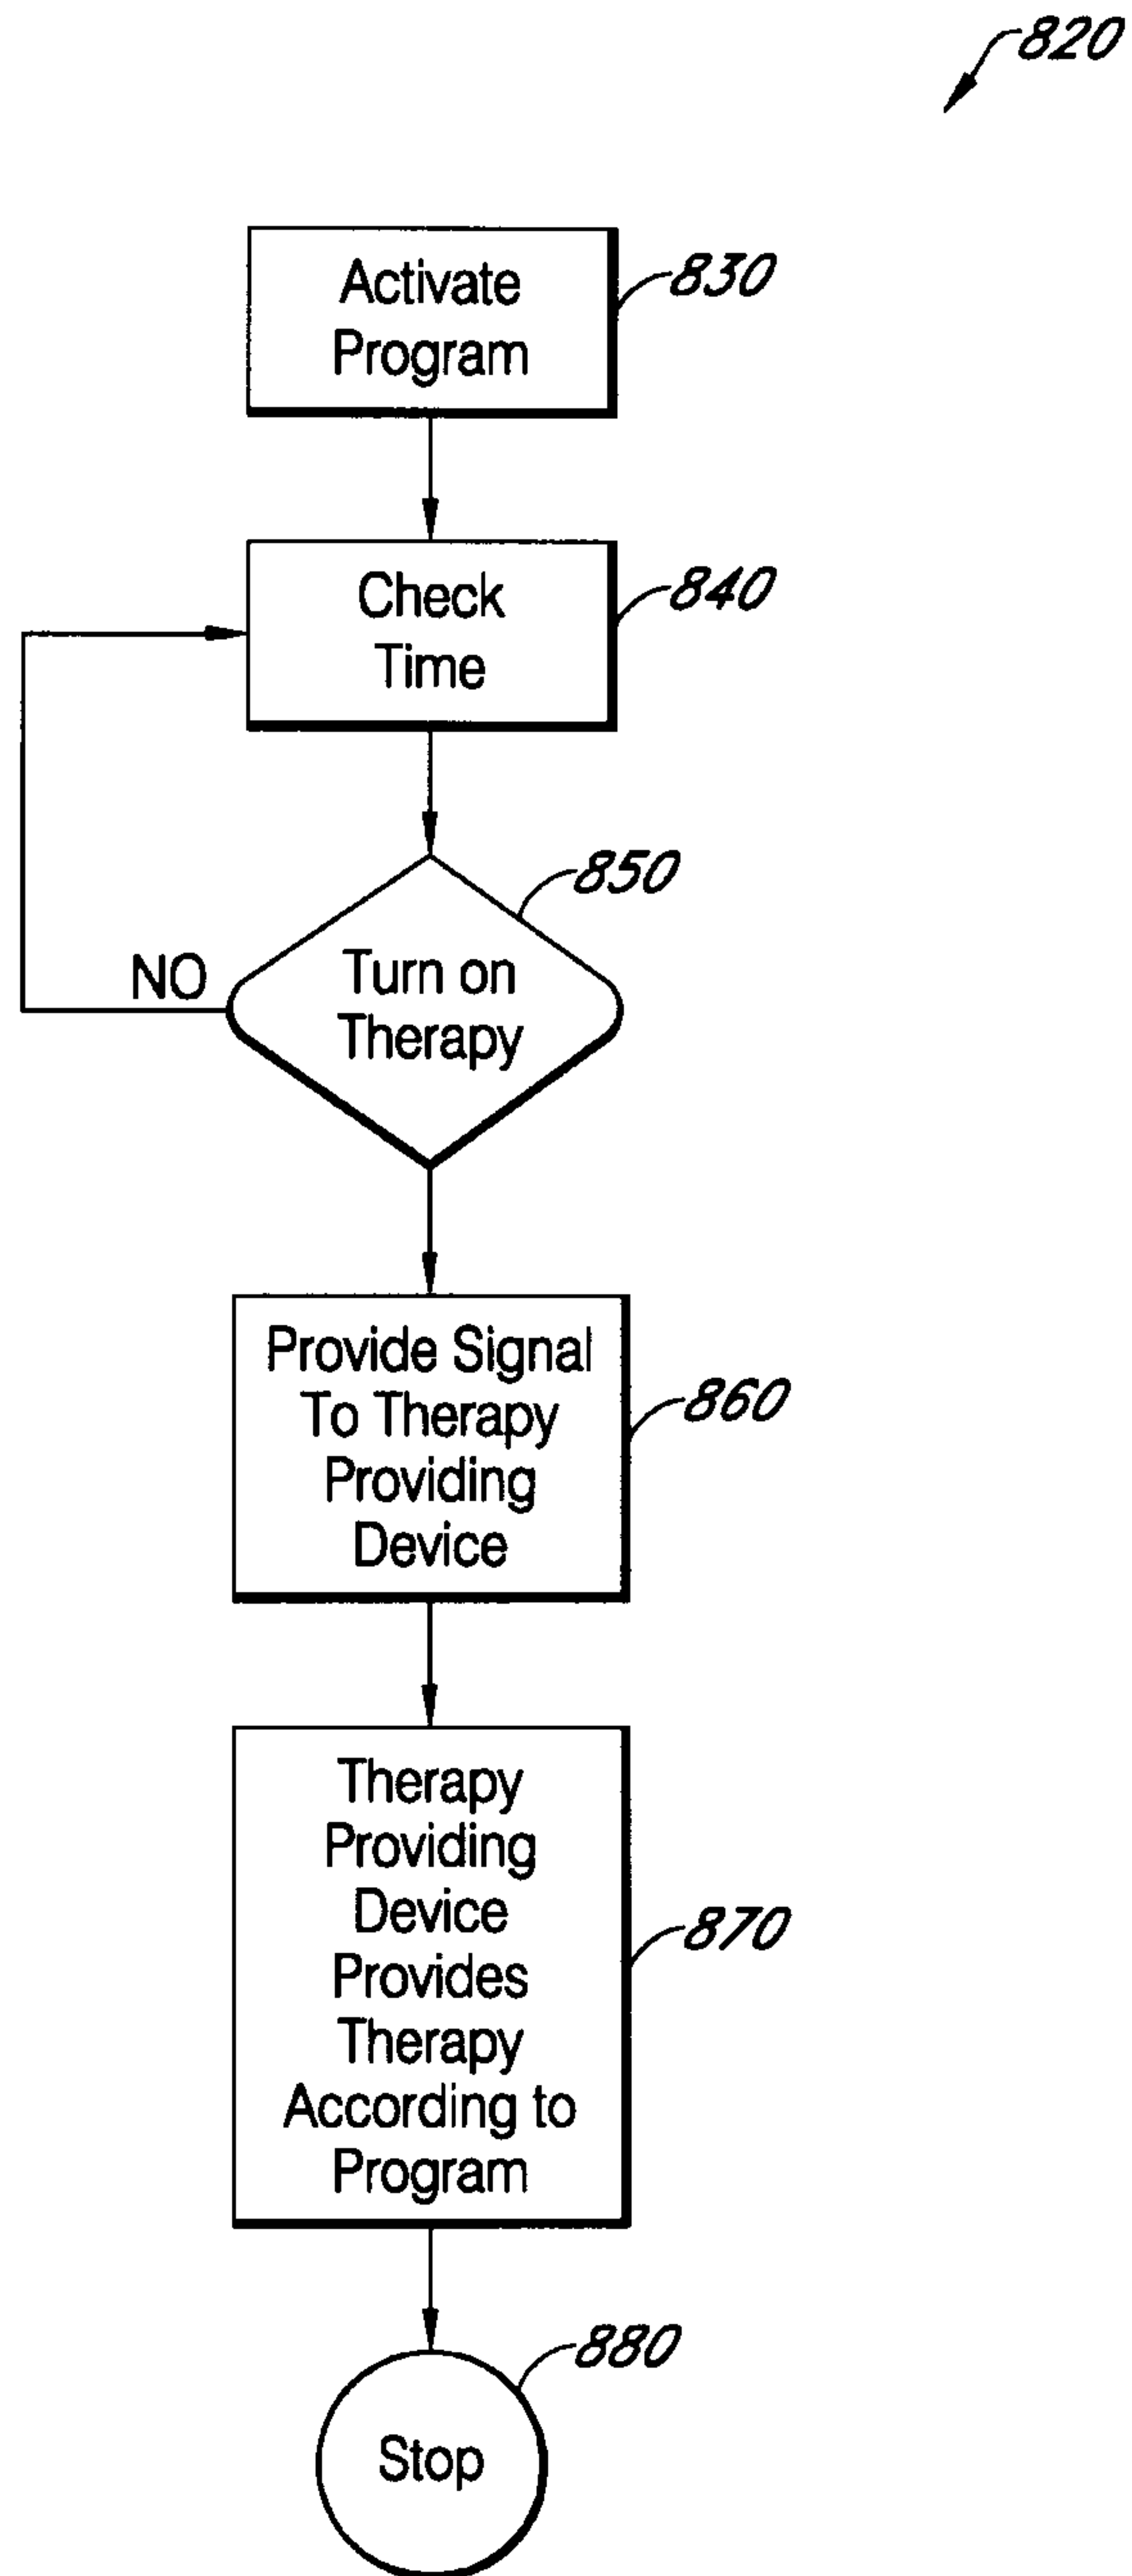 820
Activate
Program
830
Check
Time
840
850
NO
Turn on
Therapy
Provide Signal
To Therapy
Providing
Device
860
Therapy
Providing
Device
Provides
Therapy
According to
Program
870
880
Stop